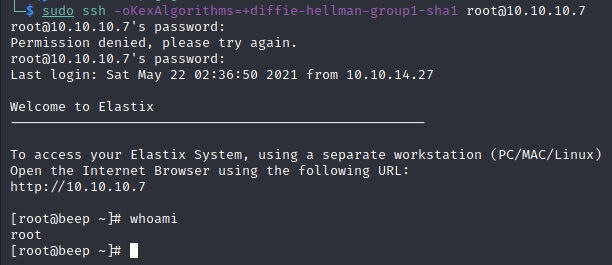 └─$ sudo ssh -oKexAlgorithms=+diffie-hellman-group1-sha1 root@10.10.10.7
root@10.10.10.7's password:
Permission denied, please try again.
root@10.10.10.7's password:
Last login: Sat May 22 02:36:50 2021 from 10.10.14.27
Welcome to Elastix
----------------------------------------------------
To access your Elastix System, using a separate workstation (PC/MAC/Linux)
Open the Internet Browser using the following URL:
http://10.10.10.7
[root@beep ~]# whoami
root
[root@beep ~]#